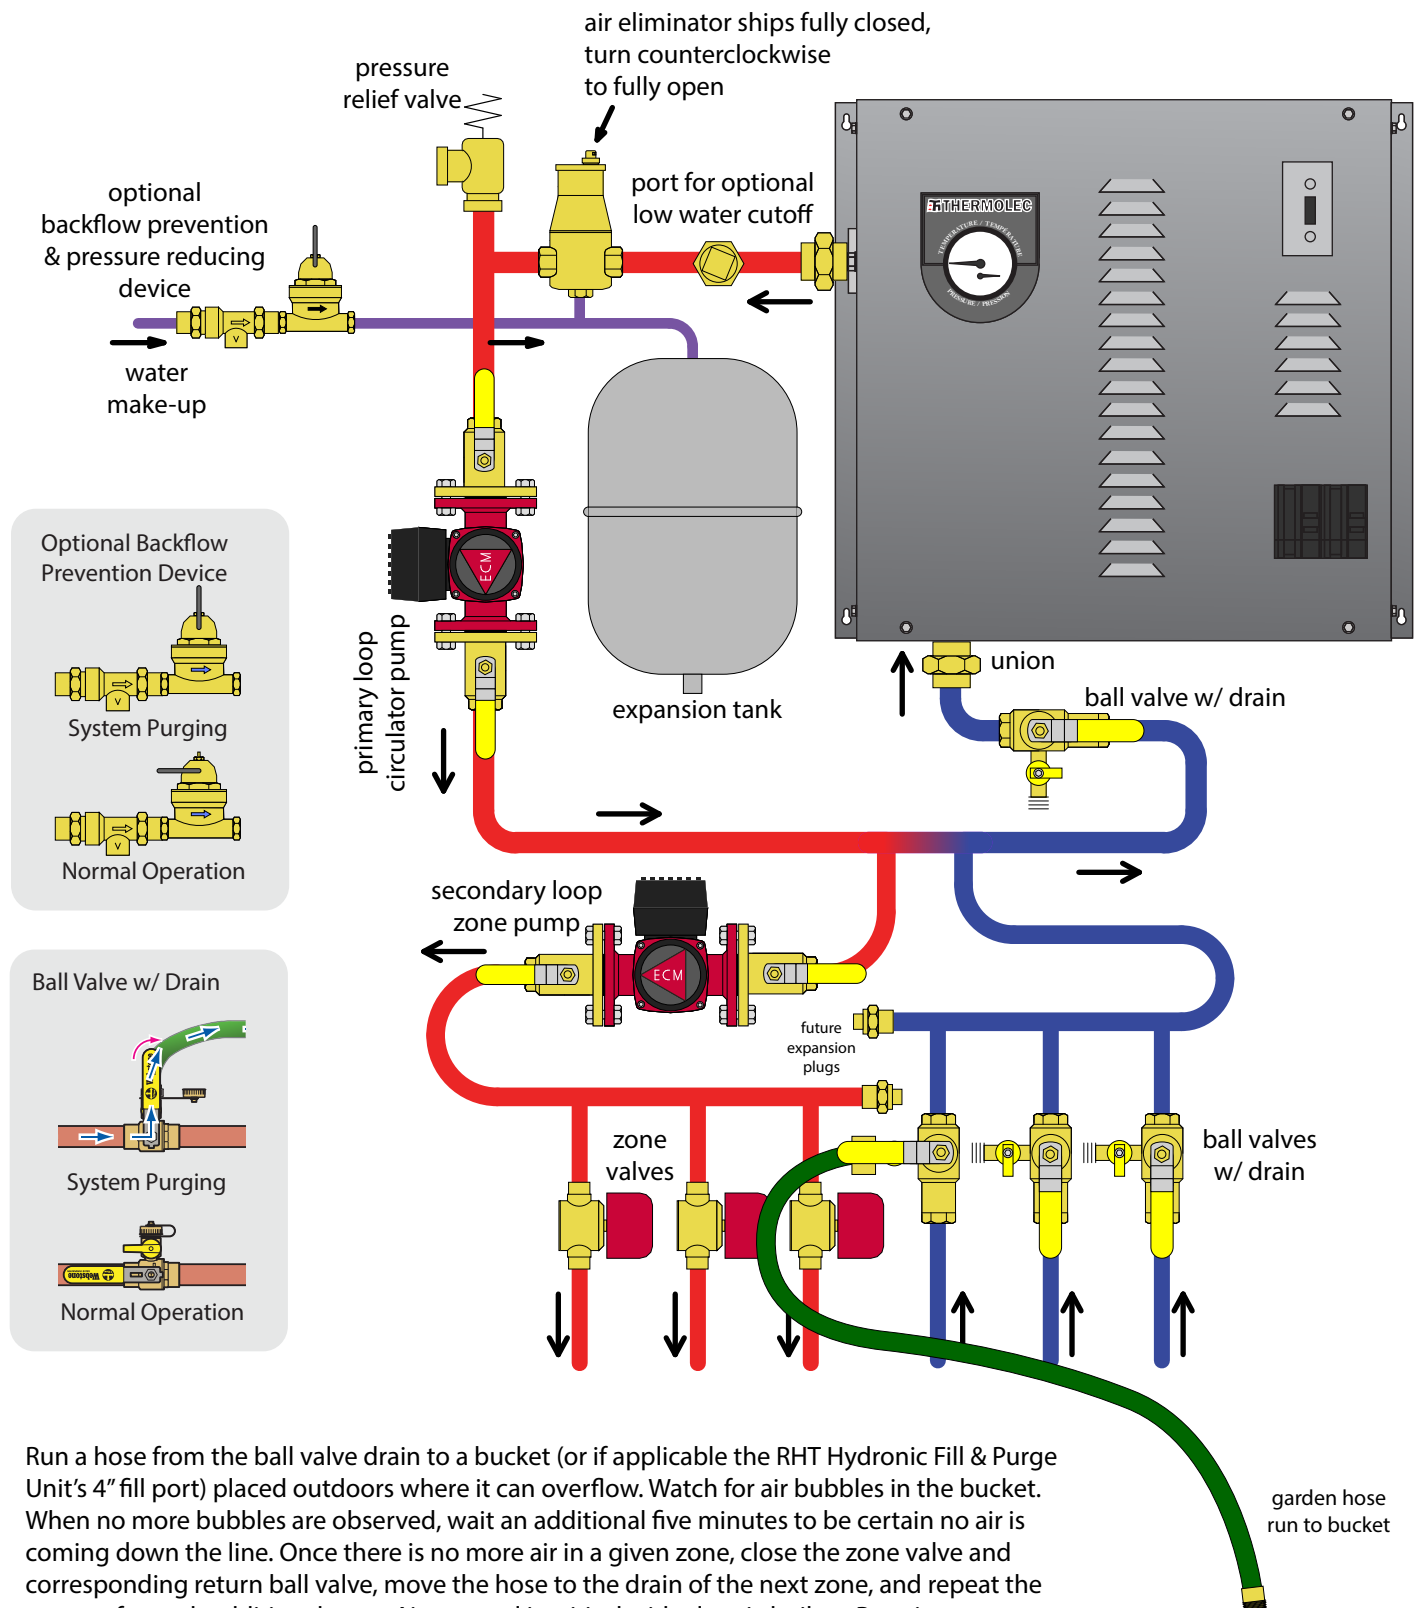 air eliminator ships fully closed,
turn counterclockwise
to fully open
pressure
relief valve
port for optional
low water cutoff
optional
backflow prevention
& pressure reducing
device
water
make-up
THERMOLEC
TEMPERATURE / TEMPÉRATURE
PRESSURE / PRESSION
V
ECM
primary loop
circulator pump
expansion tank
union
ball valve w/ drain
Optional Backflow
Prevention Device
V
System Purging
V
Normal Operation
secondary loop
zone pump
ECM
future
expansion
plugs
zone
valves
ball valves
w/ drain
Ball Valve w/ Drain
System Purging
Webstone
Normal Operation
Run a hose from the ball valve drain to a bucket (or if applicable the RHT Hydronic Fill & Purge
Unit's 4" fill port) placed outdoors where it can overflow. Watch for air bubbles in the bucket.
When no more bubbles are observed, wait an additional five minutes to be certain no air is
coming down the line. Once there is no more air in a given zone, close the zone valve and
corresponding return ball valve, move the hose to the drain of the next zone, and repeat the
garden hose
run to bucket